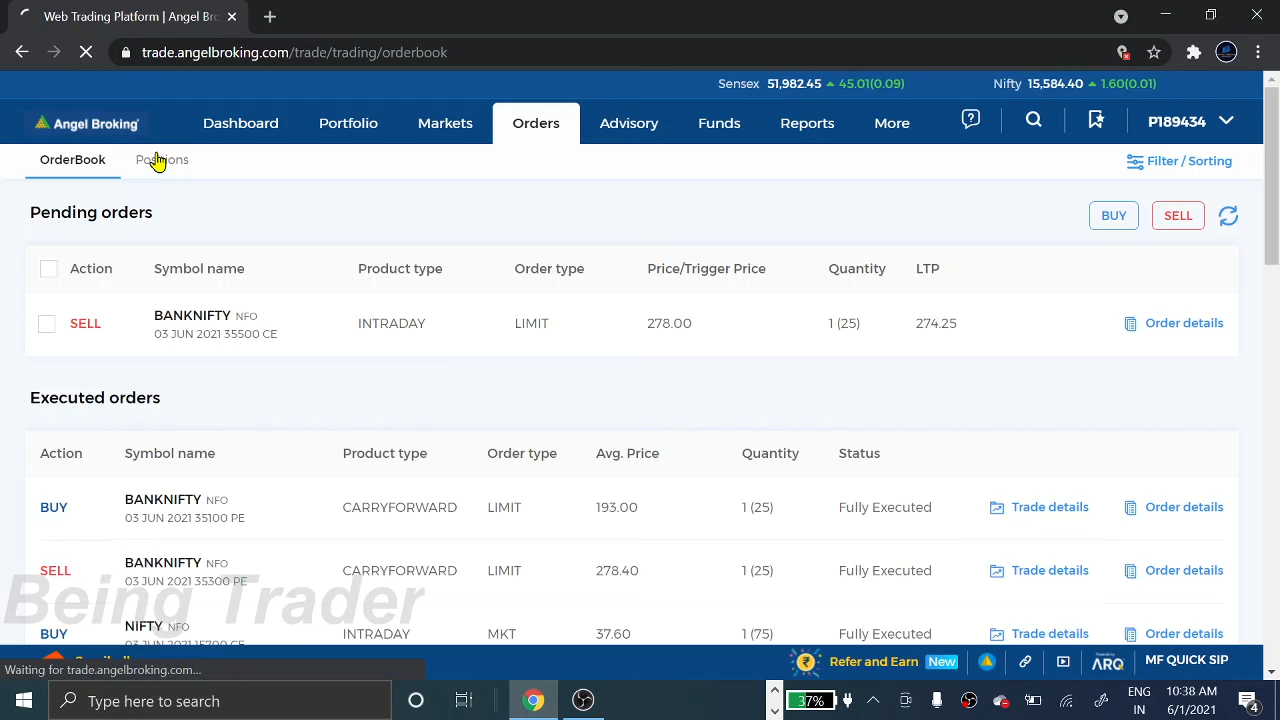 Web Trading Platform | Angel Br
trade.angelbroking.com/trade/trading/orderbook
Sensex 51,982.45 45.01(0.09) Nifty 15,584.40 1.60(0.01)
Angel Broking Dashboard Portfolio Markets Orders Advisory Funds Reports More P189434
OrderBook Positions Filter / Sorting
Pending orders BUY SELL
Action Symbol name Product type Order type Price/Trigger Price Quantity LTP
SELL BANKNIFTY NFO INTRADAY LIMIT 278.00 1 (25) 274.25 Order details
03 JUN 2021 35500 CE
Executed orders
Action Symbol name Product type Order type Avg. Price Quantity Status
BUY BANKNIFTY NFO CARRYFORWARD LIMIT 193.00 1 (25) Fully Executed Trade details Order details
03 JUN 2021 35100 PE
SELL BANKNIFTY NFO CARRYFORWARD LIMIT 278.40 1 (25) Fully Executed Trade details Order details
03 JUN 2021 35300 PE
Being Trader
BUY NIFTY NFO INTRADAY MKT 37.60 1 (75) Fully Executed Trade details Order details
03 JUN 2021 15700 CE
Refer and Earn New Powered by ARQ MF QUICK SIP
Waiting for trade.angelbroking.com...
Type here to search 37% ENG 10:38 AM
IN 6/1/2021 4